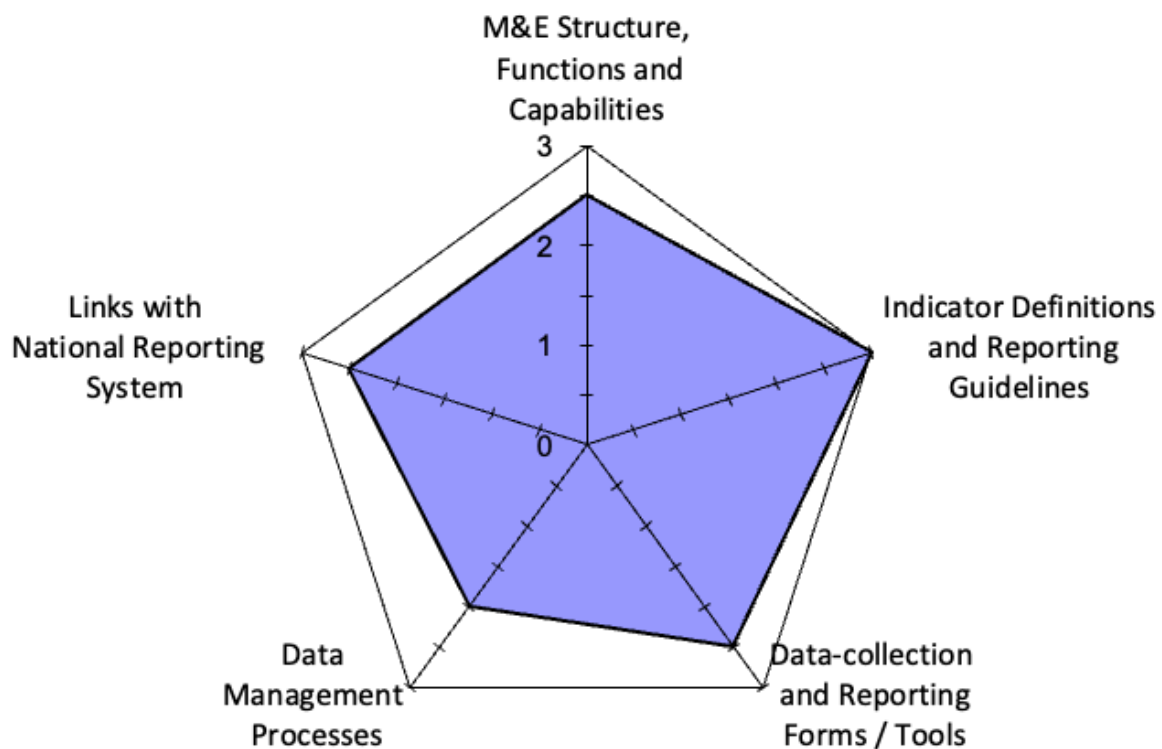 M&E Structure,
Functions and
Capabilities
3
2
1
0
Indicator Definitions
and Reporting
Guidelines
Data-collection
and Reporting
Forms / Tools
Data
Management
Processes
Links with
National Reporting
System